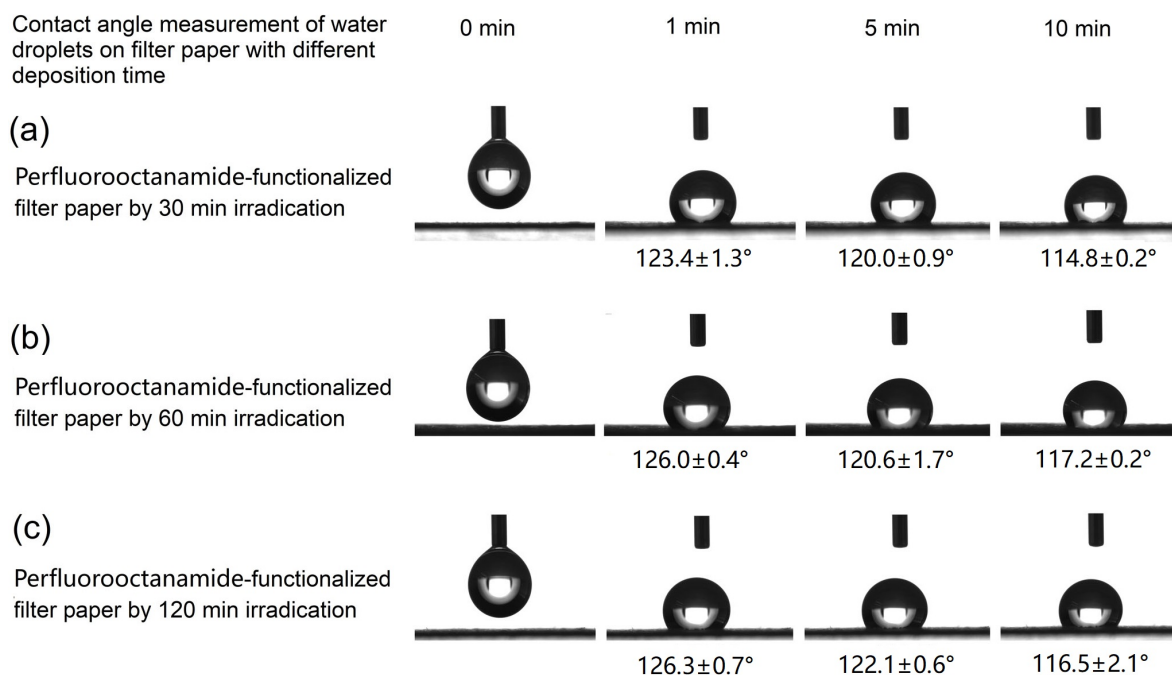 Contact angle measurement of water
droplets on filter paper with different
deposition time
0 min
1 min
5 min
10 min
(a)
Perfluorooctanamide-functionalized
filter paper by 30 min irradication
123.4±1.3°
120.0±0.9°
114.8±0.2°
(b)
Perfluorooctanamide-functionalized
filter paper by 60 min irradication
126.0±0.4°
120.6±1.7°
117.2±0.2°
(c)
Perfluorooctanamide-functionalized
filter paper by 120 min irradication
126.3±0.7°
122.1±0.6°
116.5±2.1°